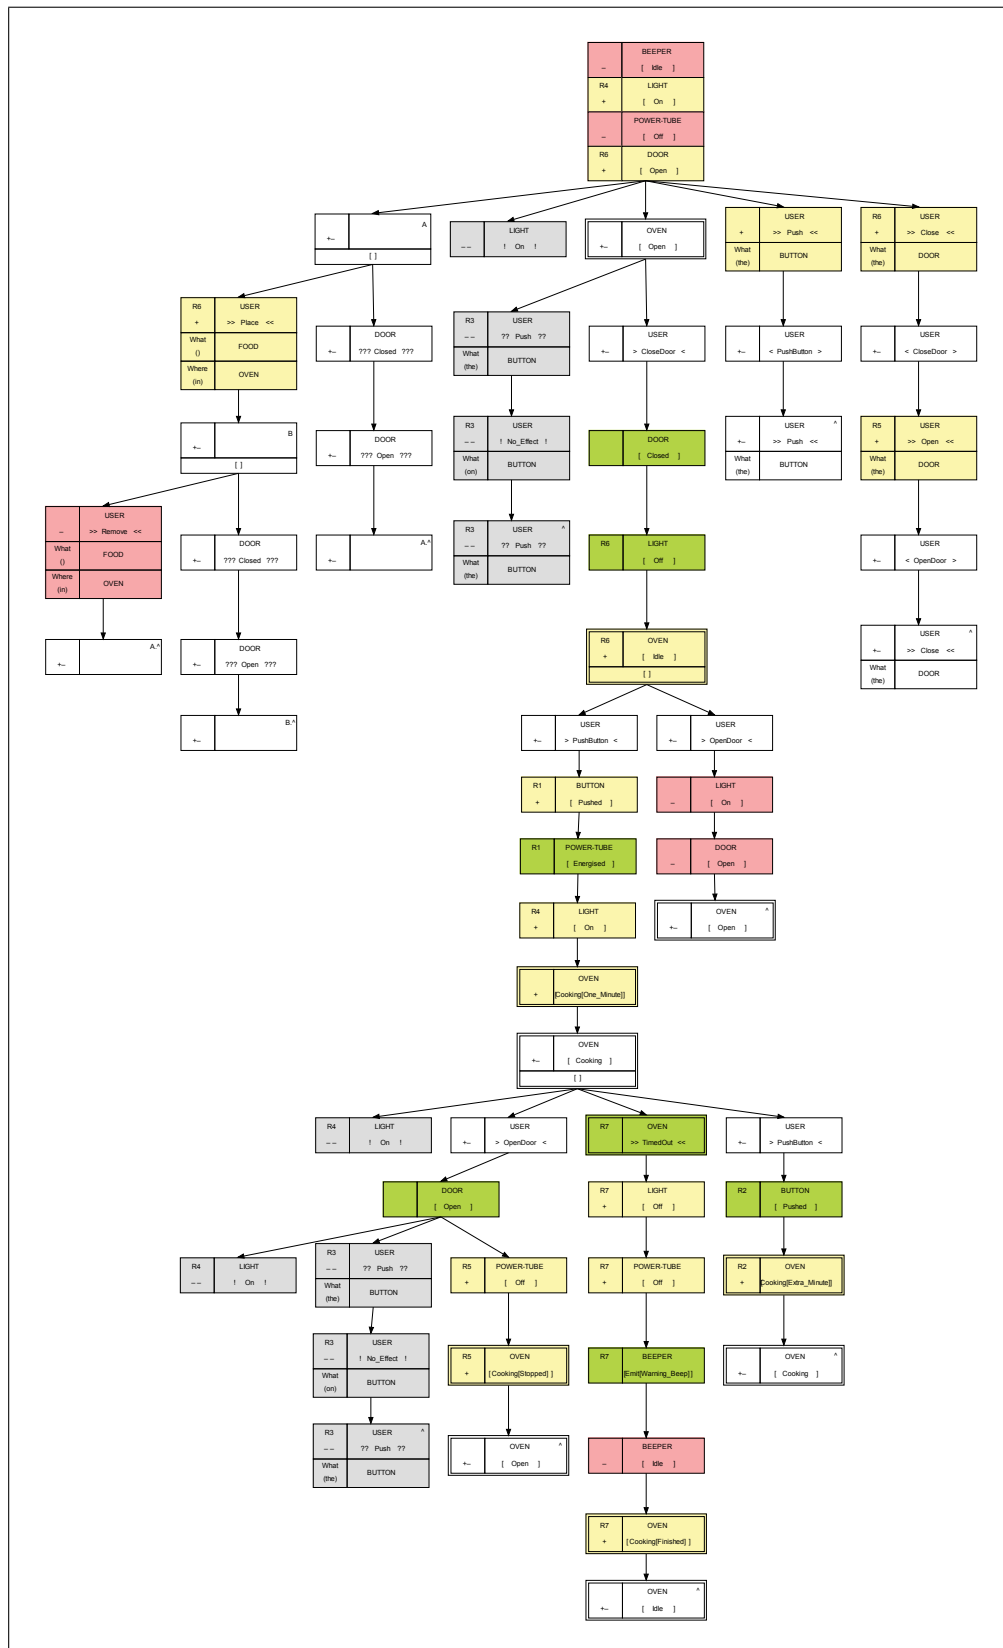 BEEPER
– [ Idle ]
R4 LIGHT
+ [ On ]
POWER-TUBE
– [ Off ]
R6 DOOR
+ [ Open ]
A
+–
[ ]
LIGHT
– – ! On !
OVEN
+– [ Open ]
USER
+ >> Push <<
What (the) BUTTON
R6 USER
+ >> Close <<
What (the) DOOR
R6 USER
+ >> Place <<
What () FOOD
Where (in) OVEN
DOOR
+– ??? Closed ???
R3 USER
– – ?? Push ??
What (the) BUTTON
USER
+– > CloseDoor <
USER
+– < PushButton >
USER
+– < CloseDoor >
B
+–
[ ]
DOOR
+– ??? Open ???
R3 USER
– – ! No_Effect !
What (on) BUTTON
DOOR
[ Closed ]
USER ^
+– >> Push <<
What (the) BUTTON
R5 USER
+ >> Open <<
What (the) DOOR
USER
– >> Remove <<
What () FOOD
Where (in) OVEN
DOOR
+– ??? Closed ???
A.^
+–
R3 USER ^
– – ?? Push ??
What (the) BUTTON
R6 LIGHT
[ Off ]
USER
+– < OpenDoor >
A.^
+–
DOOR
+– ??? Open ???
R6 OVEN
+ [ Idle ]
[ ]
USER ^
+– >> Close <<
What (the) DOOR
B.^
+–
USER
+– > PushButton <
USER
+– > OpenDoor <
R1 BUTTON
+ [ Pushed ]
LIGHT
– [ On ]
R1 POWER-TUBE
[ Energised ]
DOOR
– [ Open ]
R4 LIGHT
+ [ On ]
OVEN ^
+– [ Open ]
OVEN
+ [Cooking[One_Minute]]
OVEN
+– [ Cooking ]
[ ]
R4 LIGHT
– – ! On !
USER
+– > OpenDoor <
R7 OVEN
>> TimedOut <<
USER
+– > PushButton <
DOOR
[ Open ]
R7 LIGHT
+ [ Off ]
R2 BUTTON
[ Pushed ]
R4 LIGHT
– – ! On !
R3 USER
– – ?? Push ??
What (the) BUTTON
R5 POWER-TUBE
+ [ Off ]
R7 POWER-TUBE
+ [ Off ]
R2 OVEN
+ [Cooking[Extra_Minute]]
R3 USER
– – ! No_Effect !
What (on) BUTTON
R5 OVEN
+ [Cooking[Stopped] ]
R7 BEEPER
[Emit[Warning_Beep]]
OVEN ^
+– [ Cooking ]
R3 USER ^
– – ?? Push ??
What (the) BUTTON
OVEN ^
+– [ Open ]
BEEPER
– [ Idle ]
R7 OVEN
+ [Cooking[Finished] ]
OVEN ^
+– [ Idle ]